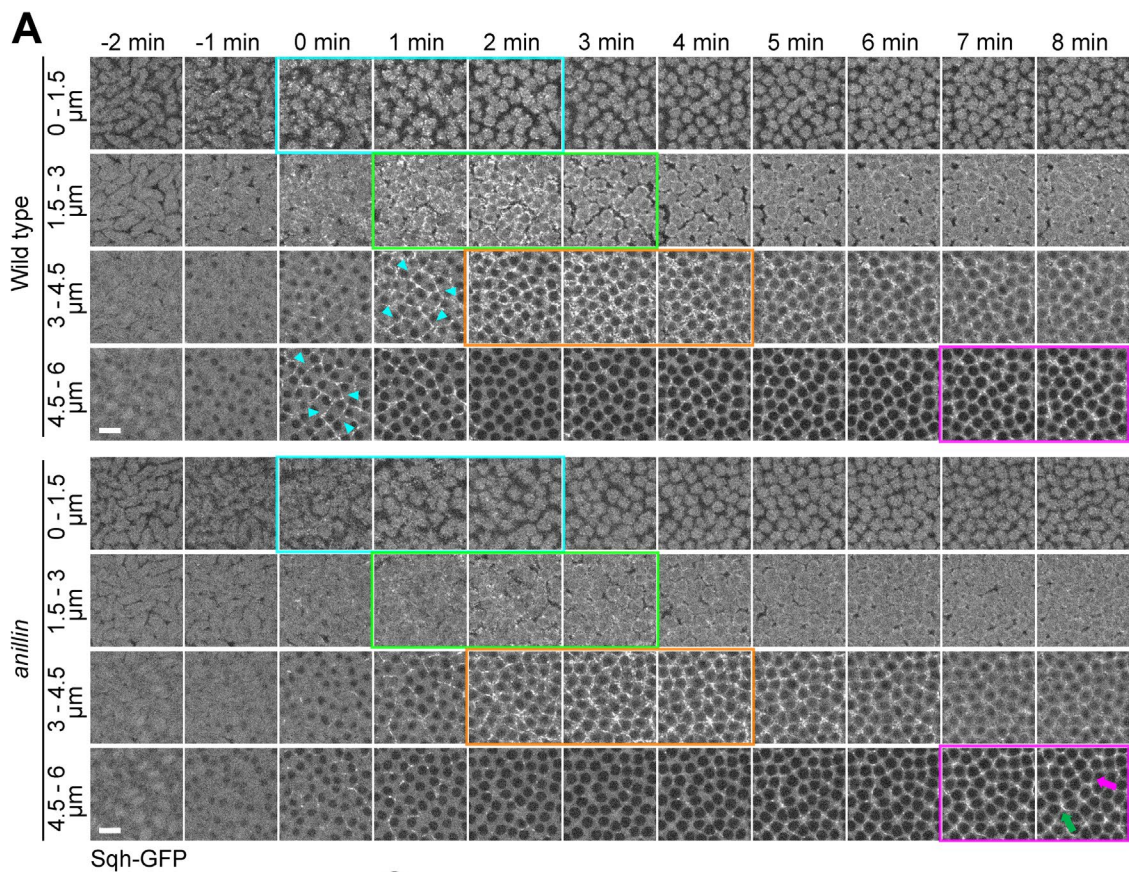 A
-2 min -1 min 0 min 1 min 2 min 3 min 4 min 5 min 6 min 7 min 8 min
Wild type
0 - 1.5
µm
1.5 - 3
µm
3 - 4.5
µm
4.5 - 6
µm
anillin
0 - 1.5
µm
1.5 - 3
µm
3 - 4.5
µm
4.5 - 6
µm
Sqh-GFP